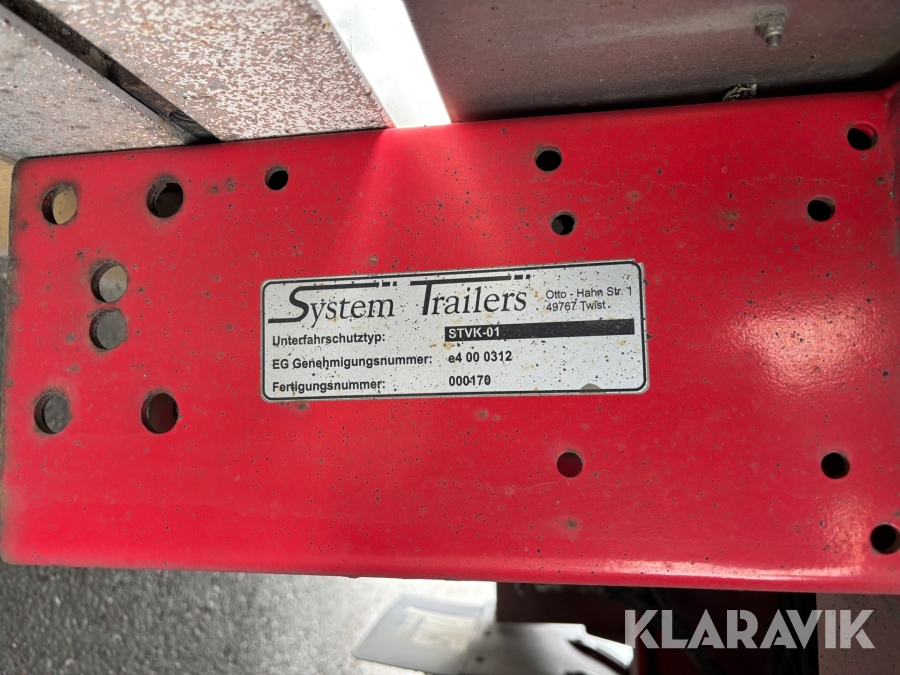 System Trailers
Otto - Hahn Str. 1
49767 Twist
Unterfahrschutztyp: STVK-01
EG Genehmigungsnummer: e4 00 0312
Fertigungsnummer: 000170
KLARAVIK